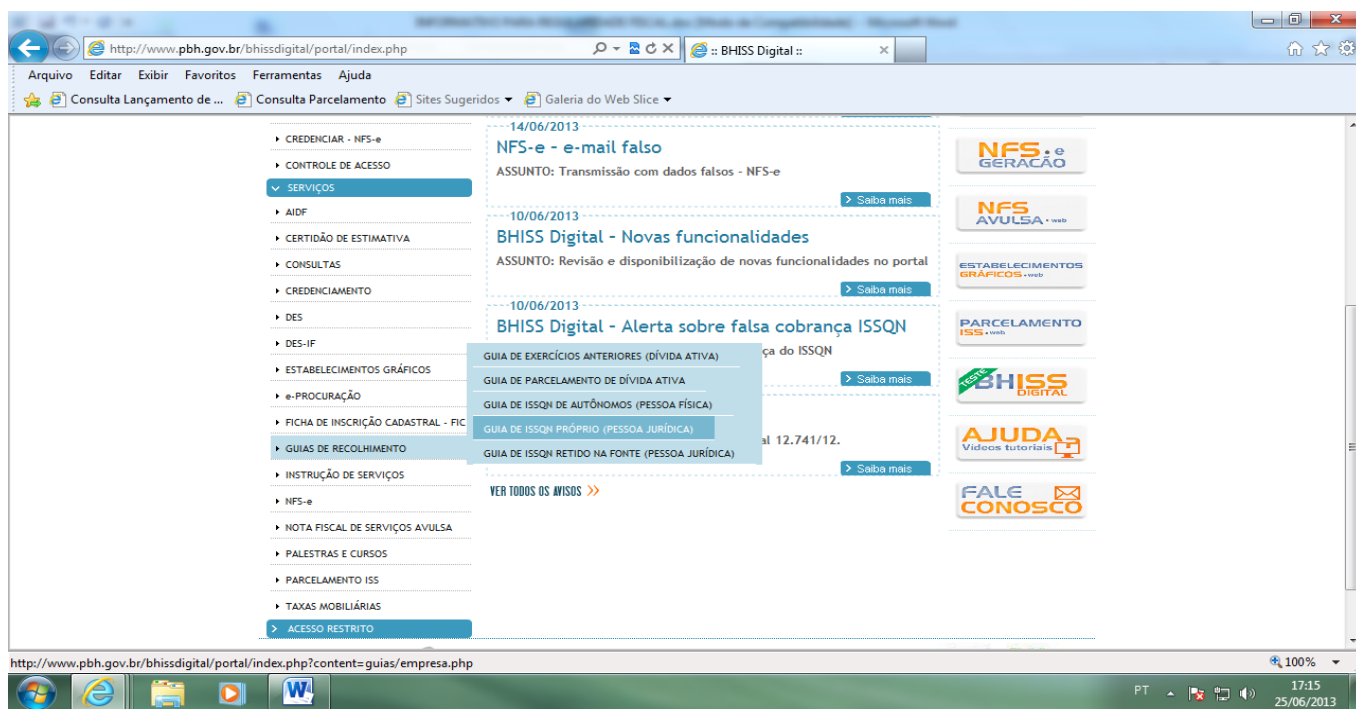 http://www.pbh.gov.br/bhissdigital/portal/index.php
:: BHISS Digital ::
Arquivo Editar Exibir Favoritos Ferramentas Ajuda
Consulta Lançamento de ... Consulta Parcelamento Sites Sugeridos Galeria do Web Slice
CREDENCIAR - NFS-e
CONTROLE DE ACESSO
SERVIÇOS
AIDF
CERTIDÃO DE ESTIMATIVA
CONSULTAS
CREDENCIAMENTO
DES
DES-IF
ESTABELECIMENTOS GRÁFICOS
e-PROCURAÇÃO
FICHA DE INSCRIÇÃO CADASTRAL - FIC
GUIAS DE RECOLHIMENTO
INSTRUÇÃO DE SERVIÇOS
NFS-e
NOTA FISCAL DE SERVIÇOS AVULSA
PALESTRAS E CURSOS
PARCELAMENTO ISS
TAXAS MOBILIÁRIAS
ACESSO RESTRITO
14/06/2013
NFS-e - e-mail falso
ASSUNTO: Transmissão com dados falsos - NFS-e
Saiba mais
10/06/2013
BHISS Digital - Novas funcionalidades
ASSUNTO: Revisão e disponibilização de novas funcionalidades no portal
Saiba mais
10/06/2013
BHISS Digital - Alerta sobre falsa cobrança ISSQN
ça do ISSQN
Saiba mais
GUIA DE EXERCÍCIOS ANTERIORES (DÍVIDA ATIVA)
GUIA DE PARCELAMENTO DE DÍVIDA ATIVA
GUIA DE ISSQN DE AUTÔNOMOS (PESSOA FÍSICA)
GUIA DE ISSQN PRÓPRIO (PESSOA JURÍDICA)
GUIA DE ISSQN RETIDO NA FONTE (PESSOA JURÍDICA)
al 12.741/12.
Saiba mais
VER TODOS OS AVISOS >>
NFS.e
GERAÇÃO
NFS
AVULSA.web
ESTABELECIMENTOS
GRÁFICOS.web
PARCELAMENTO
ISS.web
TESTE
BHISS
DIGITAL
AJUDA
Vídeos tutoriais
FALE
CONOSCO
http://www.pbh.gov.br/bhissdigital/portal/index.php?content=guias/empresa.php
100%
PT
17:15
25/06/2013